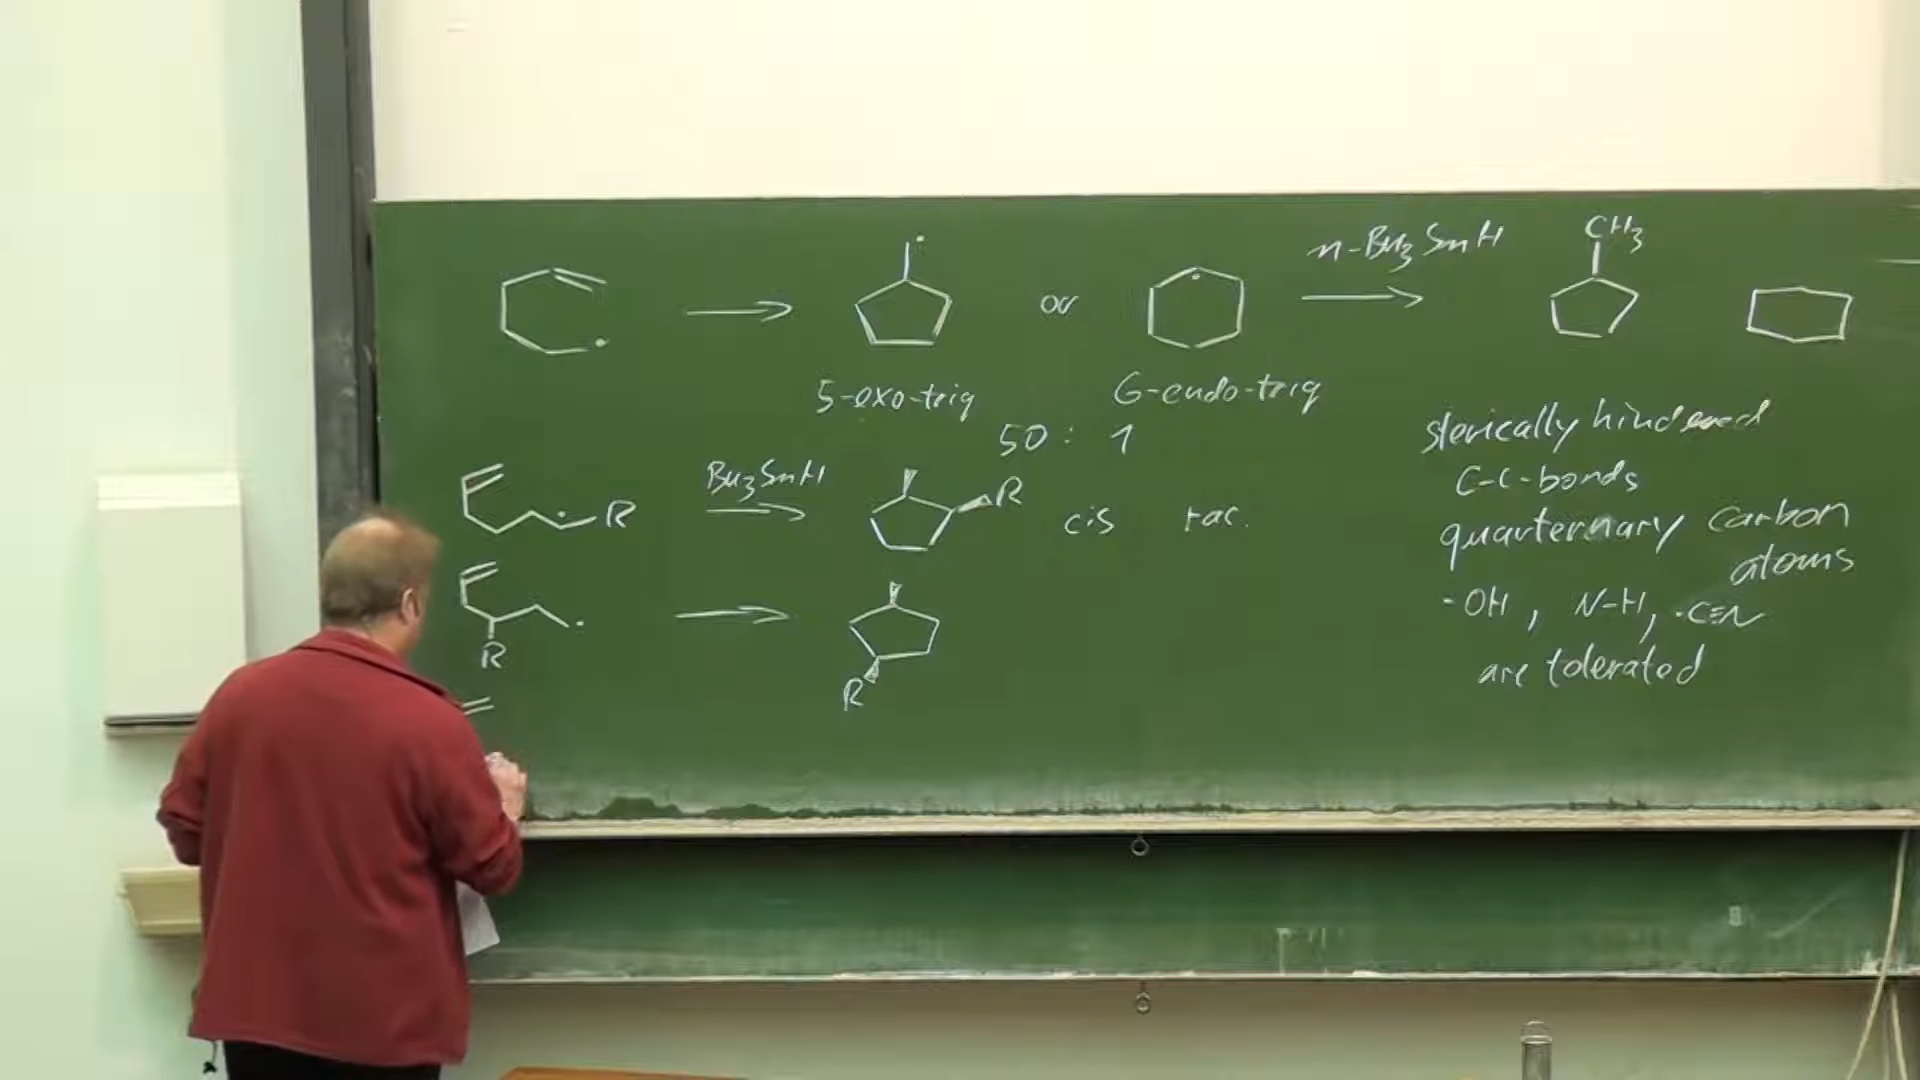 n-Bu3SnH
CH3
or
5-exo-trig
6-endo-trig
50 : 1
Bu3SnH
R
R
cis rac.
R
R
sterically hindered
C-C-bonds
quarternary carbon
atoms
-OH, N-H, -C≡N
are tolerated